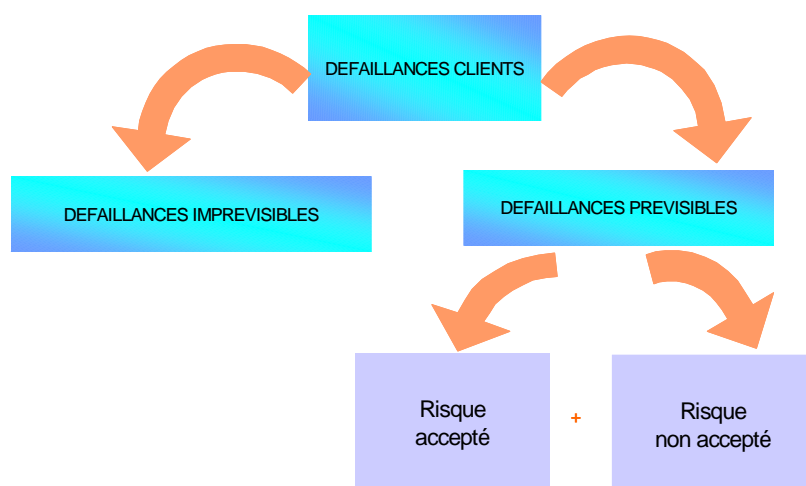 DEFAILLANCES CLIENTS
DEFAILLANCES IMPREVISIBLES
DEFAILLANCES PREVISIBLES
Risque
accepté
+
Risque
non accepté